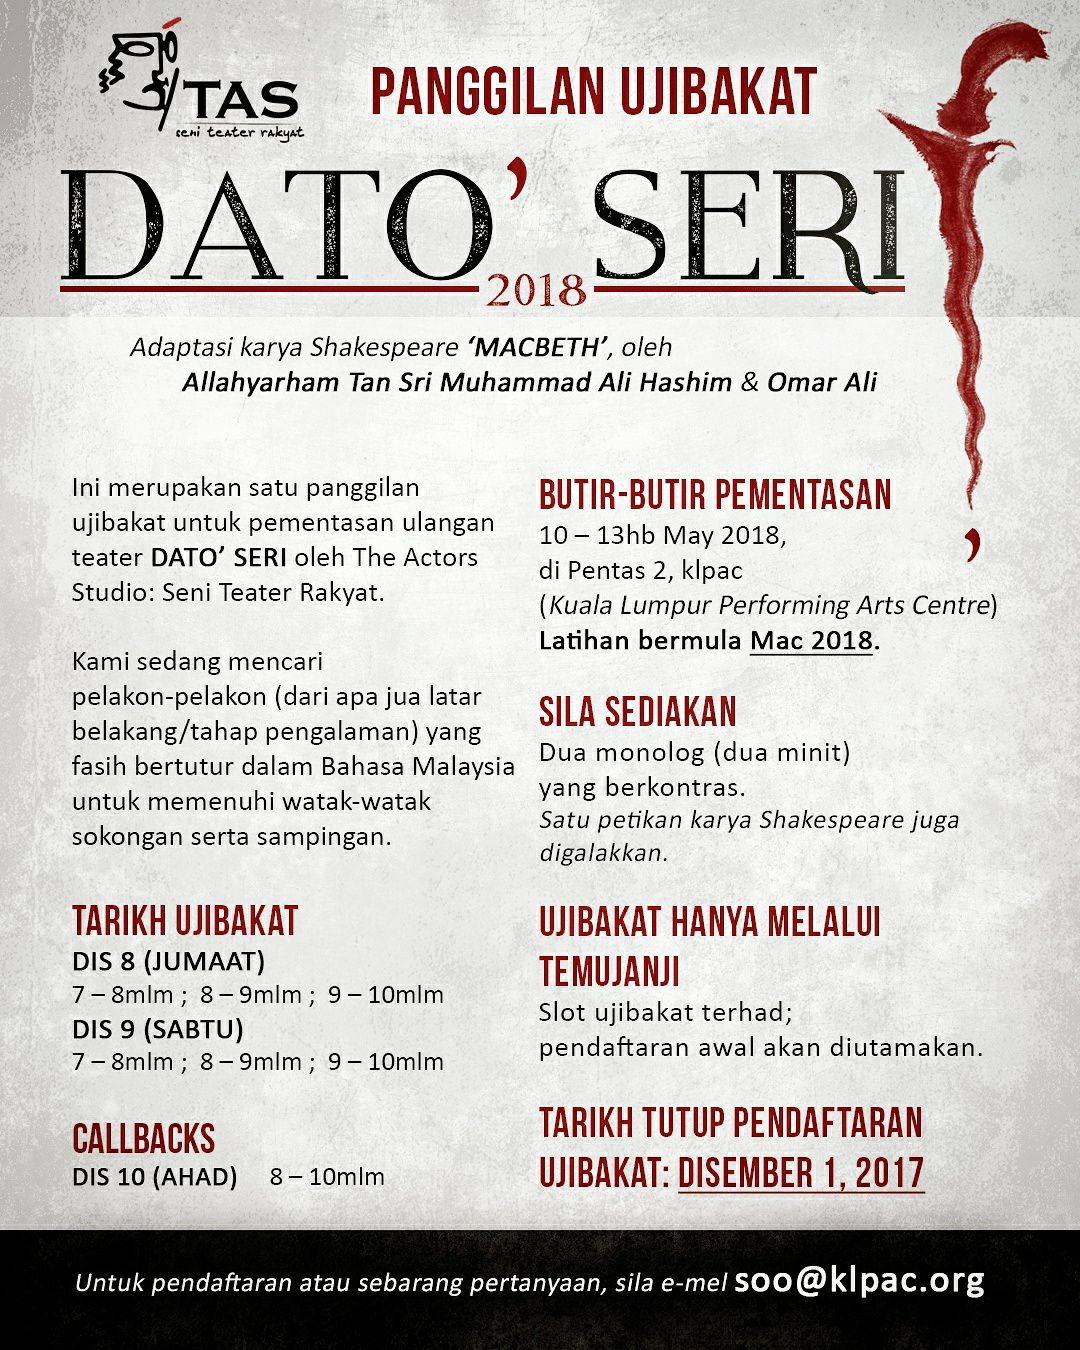 TAS
seni teater rakyat
PANGGILAN UJIBAKAT
DATO' SERI
2018
Adaptasi karya Shakespeare ‘MACBETH’, oleh
Allahyarham Tan Sri Muhammad Ali Hashim & Omar Ali
Ini merupakan satu panggilan
ujibakat untuk pementasan ulangan
teater DATO’ SERI oleh The Actors
Studio: Seni Teater Rakyat.
Kami sedang mencari
pelakon-pelakon (dari apa jua latar
belakang/tahap pengalaman) yang
fasih bertutur dalam Bahasa Malaysia
untuk memenuhi watak-watak
sokongan serta sampingan.
TARIKH UJIBAKAT
DIS 8 (JUMAAT)
7 – 8mlm ; 8 – 9mlm ; 9 – 10mlm
DIS 9 (SABTU)
7 – 8mlm ; 8 – 9mlm ; 9 – 10mlm
CALLBACKS
DIS 10 (AHAD) 8 – 10mlm
BUTIR-BUTIR PEMENTASAN
10 – 13hb May 2018,
di Pentas 2, klpac
(Kuala Lumpur Performing Arts Centre)
Latihan bermula Mac 2018.
SILA SEDIAKAN
Dua monolog (dua minit)
yang berkontras.
Satu petikan karya Shakespeare juga
digalakkan.
UJIBAKAT HANYA MELALUI
TEMUJANJI
Slot ujibakat terhad;
pendaftaran awal akan diutamakan.
TARIKH TUTUP PENDAFTARAN
UJIBAKAT: DISEMBER 1, 2017
Untuk pendaftaran atau sebarang pertanyaan, sila e-mel soo@klpac.org